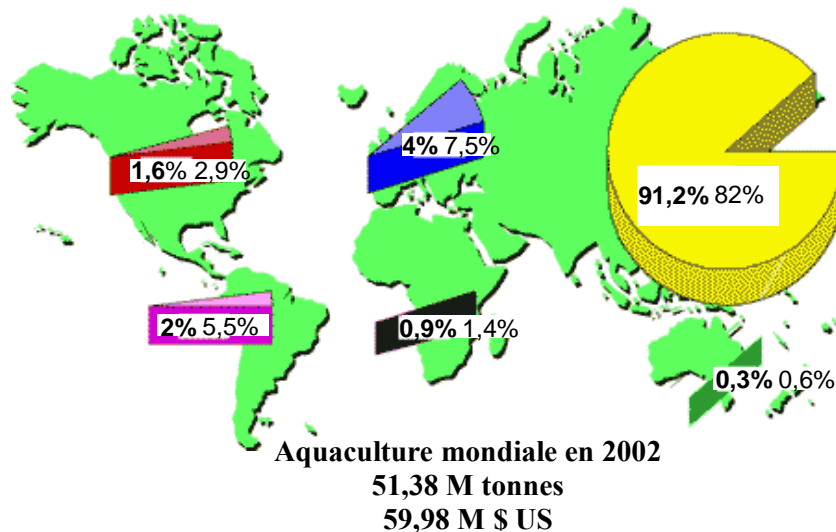 1,6% 2,9%
4% 7,5%
91,2% 82%
2% 5,5%
0,9% 1,4%
0,3% 0,6%
Aquaculture mondiale en 2002
51,38 M tonnes
59,98 M $ US